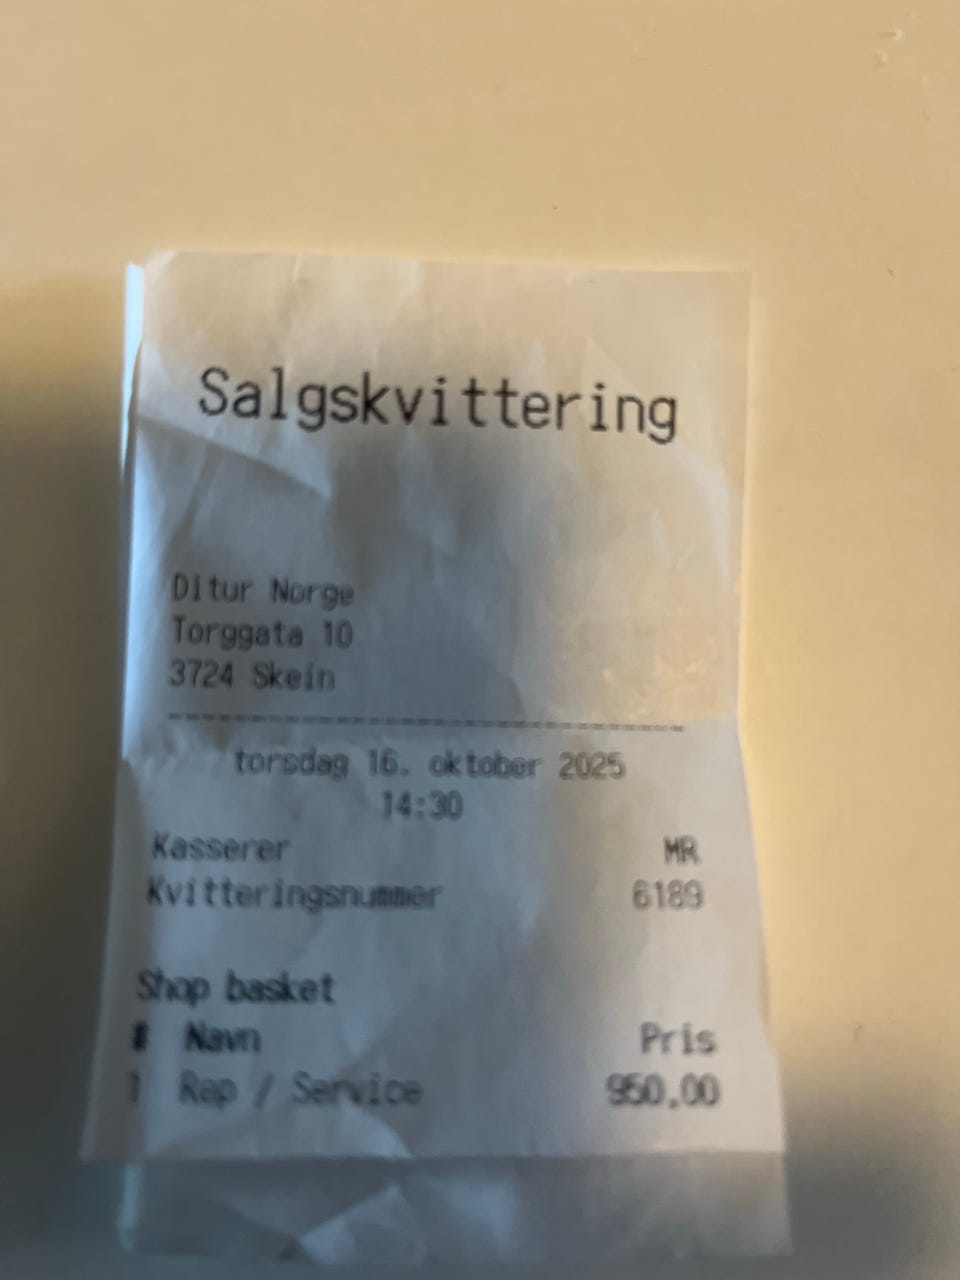 Salgskvittering
Ditur Norge
Torggata 10
3724 Skein
torsdag 16. oktober 2025
14:30
Kasserer MR
Kvitteringsnummer 6189
Shop basket
# Navn Pris
1 Rep / Service 950,00